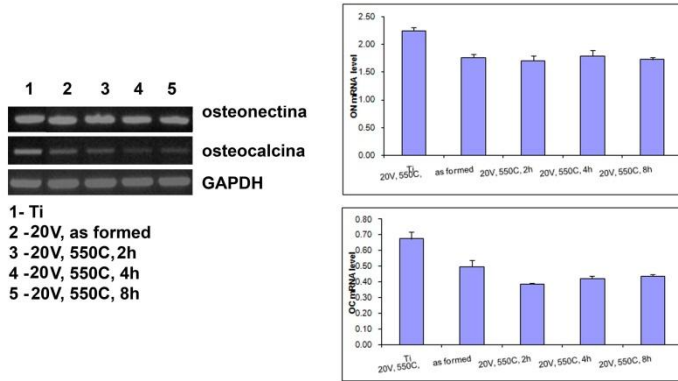 1 2 3 4 5
osteonectina
osteocalcina
GAPDH
1- Ti
2 -20V, as formed
3 -20V, 550C, 2h
4 -20V, 550C, 4h
5 -20V, 550C, 8h
ON mRNA level
2.50
2.00
1.50
1.00
0.50
0.00
Ti
20V, 550C,
as formed
20V, 550C, 2h
20V, 550C, 4h
20V, 550C, 8h
OC mRNA level
0.80
0.70
0.60
0.50
0.40
0.30
0.20
0.10
0.00
Ti
20V, 550C,
as formed
20V, 550C, 2h
20V, 550C, 4h
20V, 550C, 8h